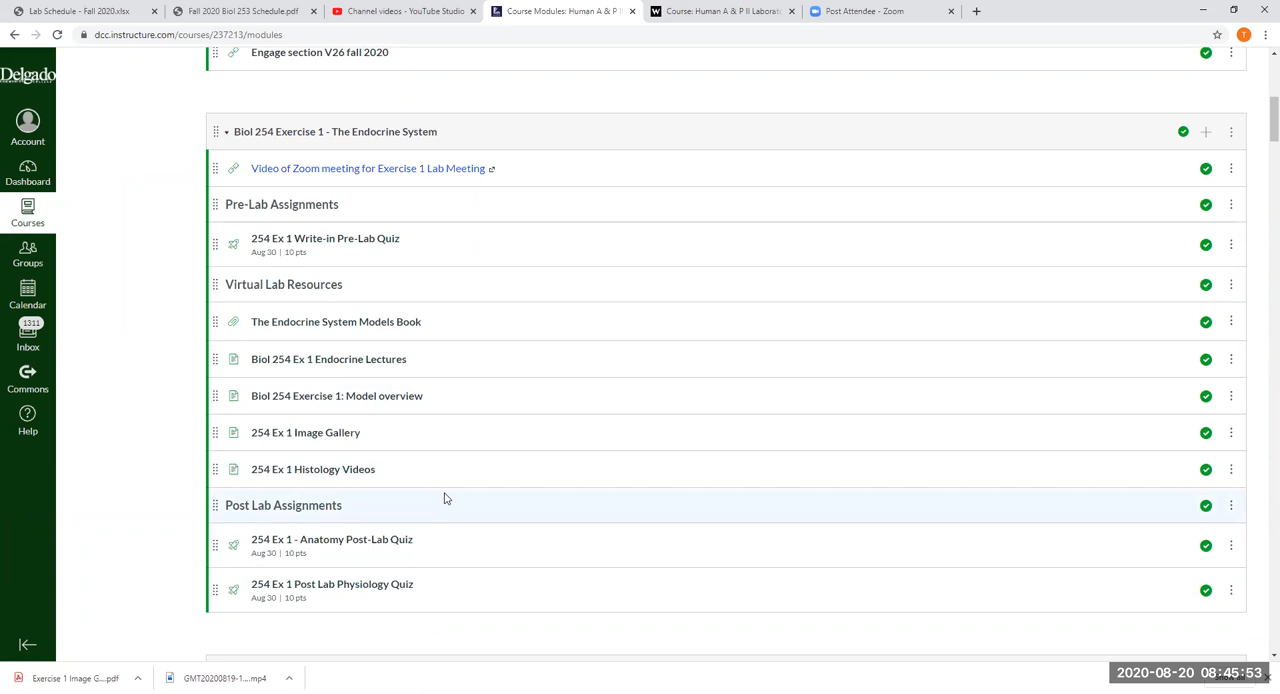 Lab Schedule - Fall 2020.xlsx
Fall 2020 Biol 253 Schedule.pdf
Channel videos - YouTube Studio
Course Modules: Human A & P II
Course: Human A & P II Laborat
Post Attendee - Zoom
dcc.instructure.com/courses/237213/modules
Delgado
Account
Dashboard
Courses
Groups
Calendar
1311
Inbox
Commons
Help
Engage section V26 fall 2020
Biol 254 Exercise 1 - The Endocrine System
Video of Zoom meeting for Exercise 1 Lab Meeting
Pre-Lab Assignments
254 Ex 1 Write-in Pre-Lab Quiz
Aug 30 | 10 pts
Virtual Lab Resources
The Endocrine System Models Book
Biol 254 Ex 1 Endocrine Lectures
Biol 254 Exercise 1: Model overview
254 Ex 1 Image Gallery
254 Ex 1 Histology Videos
Post Lab Assignments
254 Ex 1 - Anatomy Post-Lab Quiz
Aug 30 | 10 pts
254 Ex 1 Post Lab Physiology Quiz
Aug 30 | 10 pts
Exercise 1 Image G....pdf
GMT20200819-1....mp4
2020-08-20 08:45:53